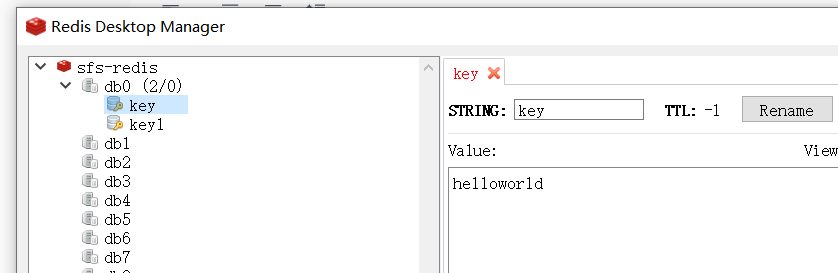 Redis Desktop Manager
sfs-redis
db0 (2/0)
key
key1
db1
db2
db3
db4
db5
db6
db7
key
STRING: key TTL: -1 Rename
Value: View
helloworld